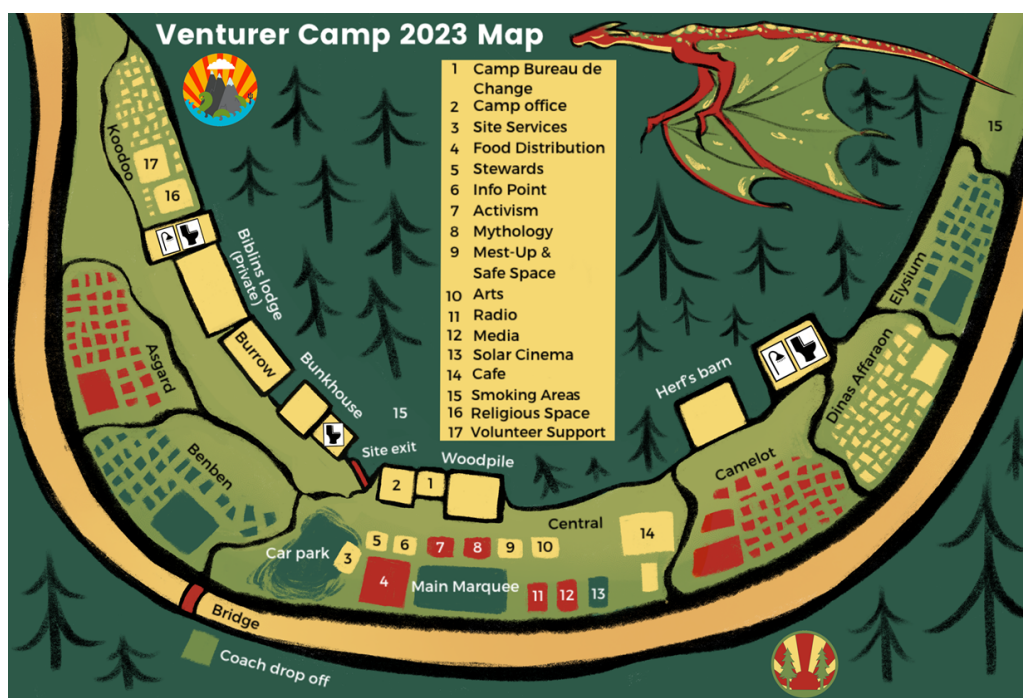 Venturer Camp 2023 Map
1 Camp Bureau de
Change
2 Camp office
3 Site Services
4 Food Distribution
5 Stewards
6 Info Point
7 Activism
8 Mythology
9 Mest-Up &
Safe Space
10 Arts
11 Radio
12 Media
13 Solar Cinema
14 Cafe
15 Smoking Areas
16 Religious Space
17 Volunteer Support
Koodoo
17
16
Biblins lodge
(Private)
Burrow
Bunkhouse
15
Site exit
Asgard
Benben
2
1
Woodpile
Central
Car park
3
5
6
7
8
9
10
14
4
Main Marquee
11
12
13
Bridge
Coach drop off
Herf's barn
Camelot
Dinas Affaraon
Elysium
15